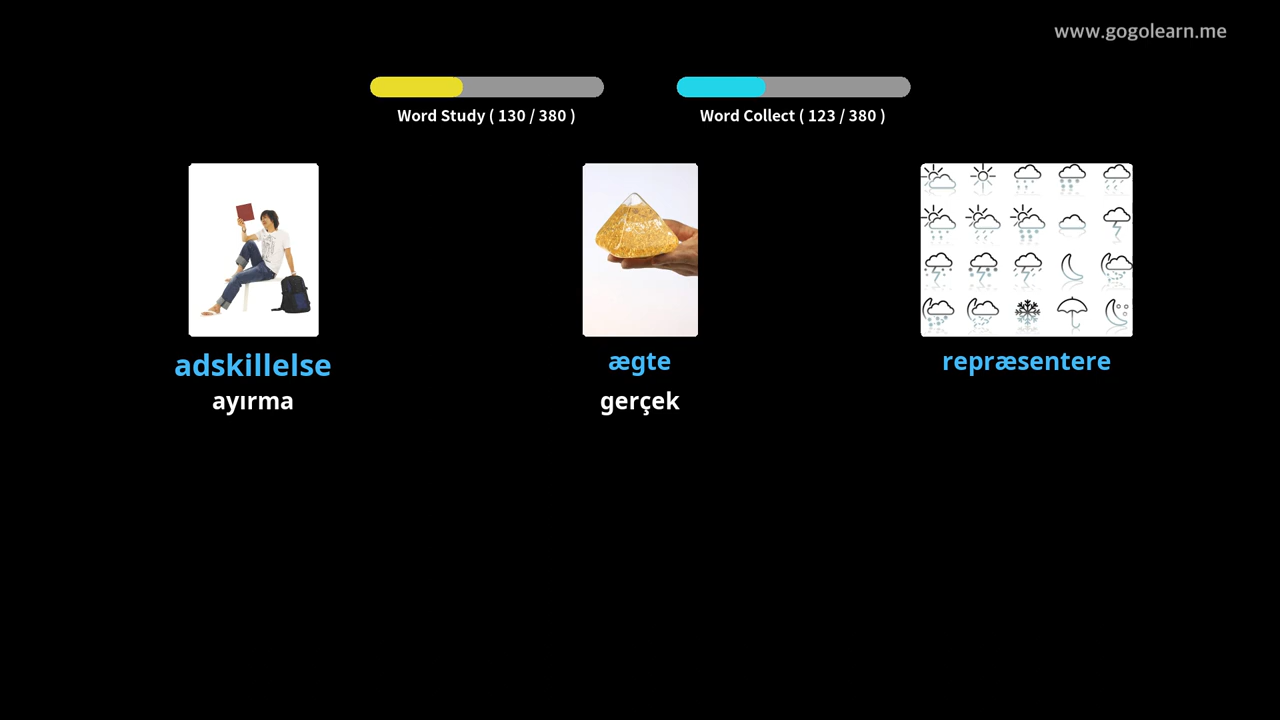 www.gogolearn.me
Word Study ( 130 / 380 )
Word Collect ( 123 / 380 )
adskillelse
ægte
repræsentere
ayırma
gerçek